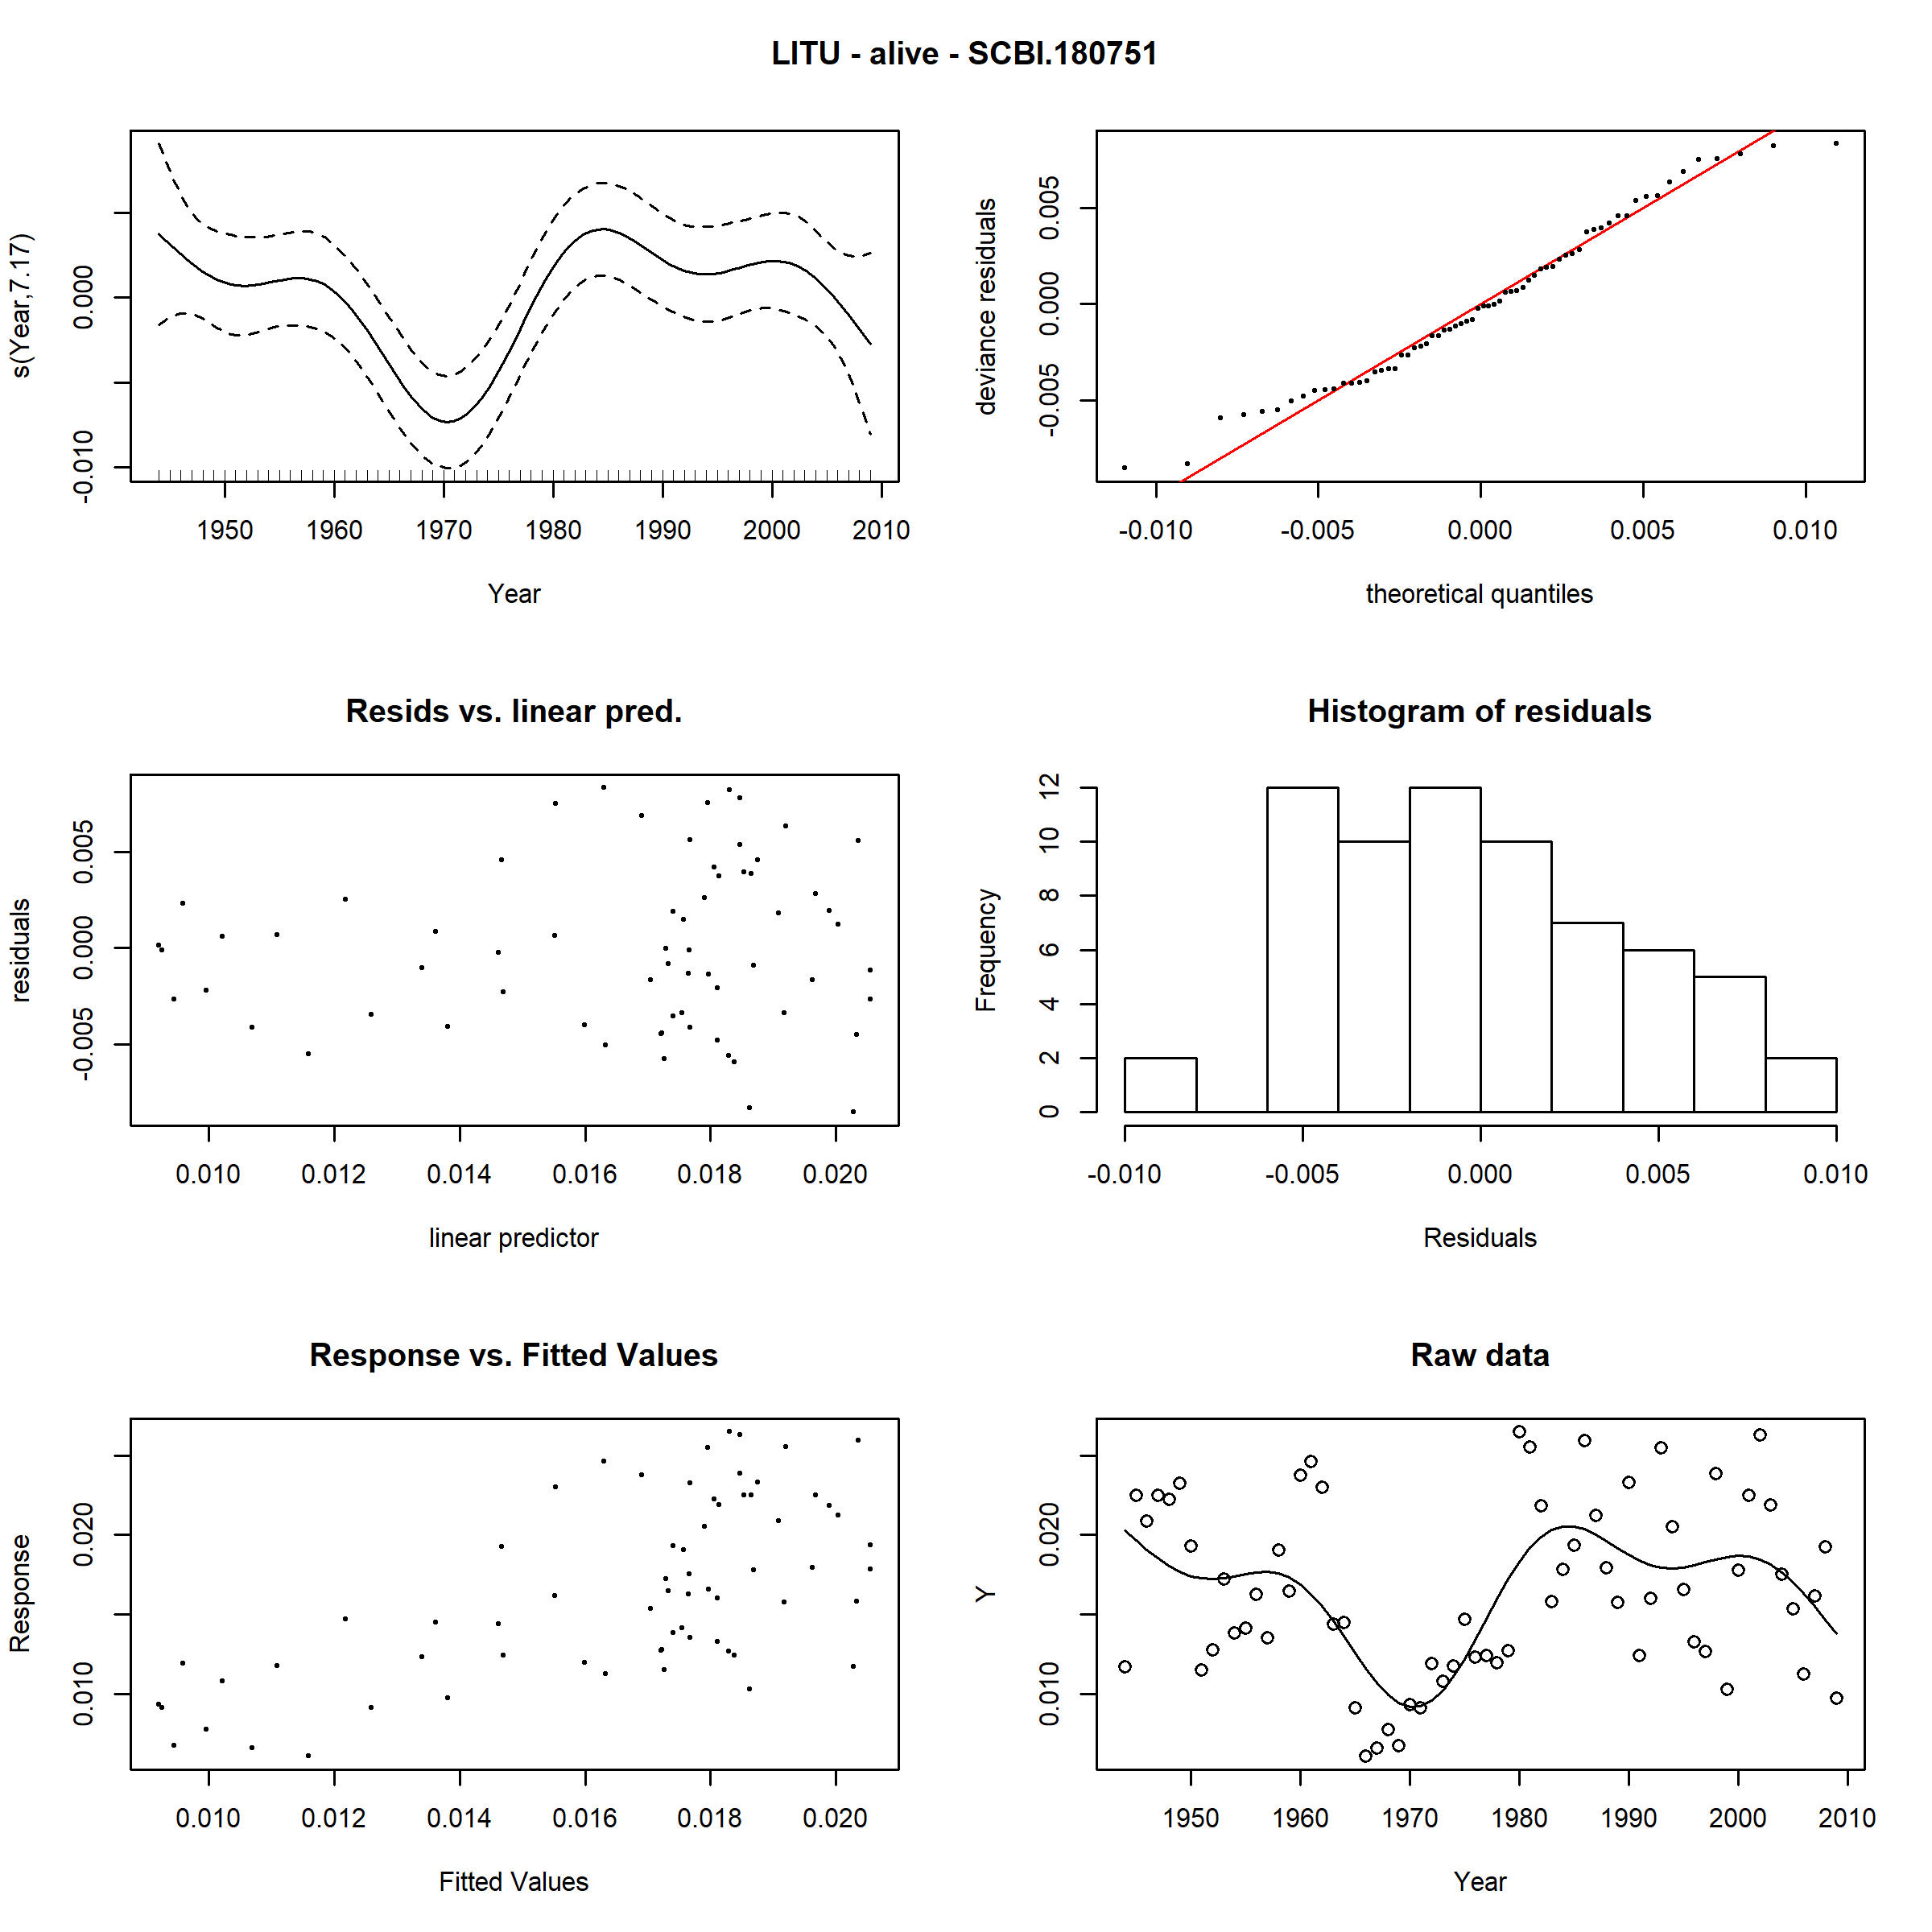 LITU - alive - SCBI.180751
s(Year,7.17)
0.000
-0.010
1950 1960 1970 1980 1990 2000 2010
Year
deviance residuals
0.005
0.000
-0.005
-0.010 -0.005 0.000 0.005 0.010
theoretical quantiles
Resids vs. linear pred.
residuals
0.005
0.000
-0.005
0.010 0.012 0.014 0.016 0.018 0.020
linear predictor
Histogram of residuals
Frequency
12
10
8
6
4
2
0
-0.010 -0.005 0.000 0.005 0.010
Residuals
Response vs. Fitted Values
Response
0.020
0.010
0.010 0.012 0.014 0.016 0.018 0.020
Fitted Values
Raw data
Y
0.020
0.010
1950 1960 1970 1980 1990 2000 2010
Year